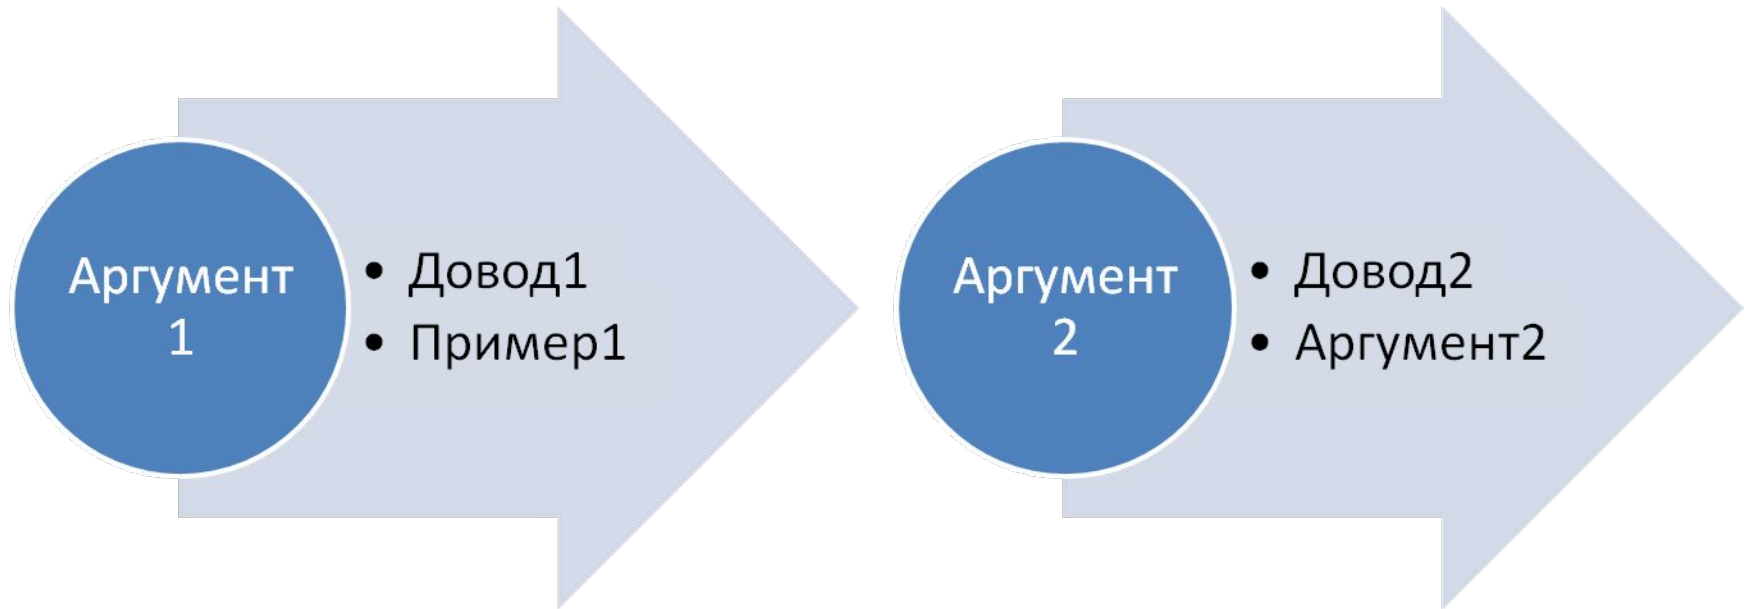 Аргумент
1
• Довод1
• Пример1
Аргумент
2
• Довод2
• Аргумент2